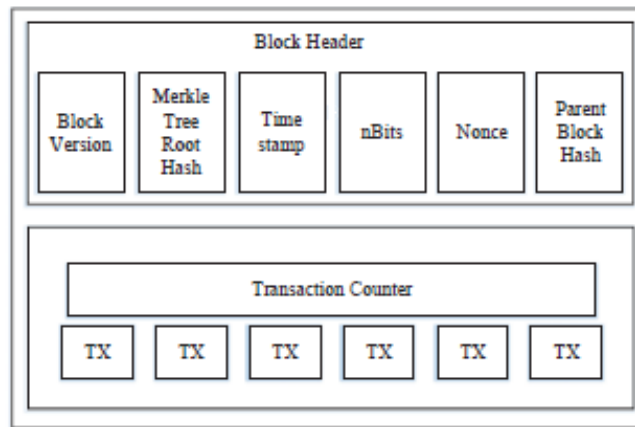 Block Header
Block
Version
Merkle
Tree
Root
Hash
Time
stamp
nBits
Nonce
Parent
Block
Hash
Transaction Counter
TX
TX
TX
TX
TX
TX